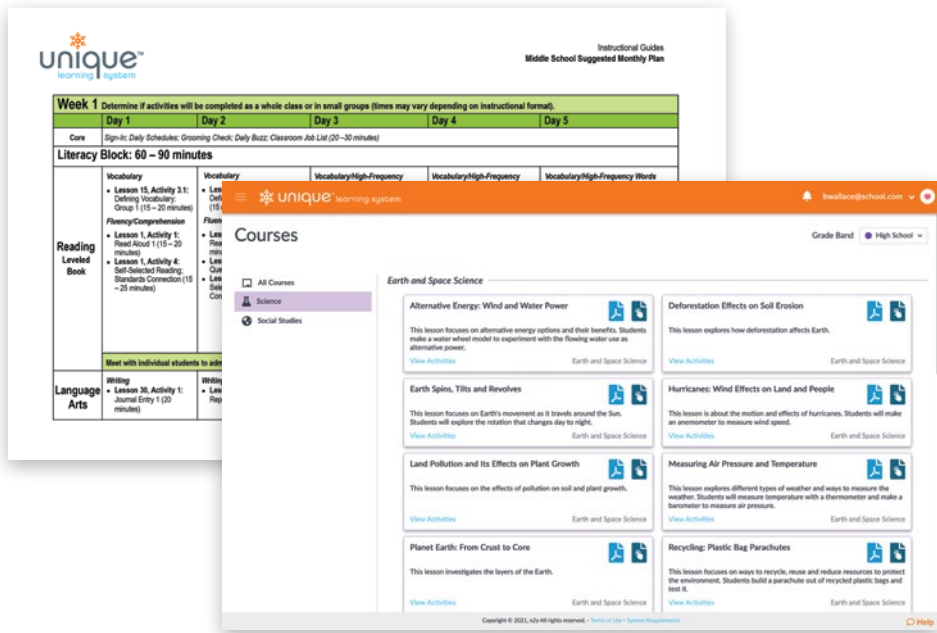 unique™
learning system
Instructional Guides
Middle School Suggested Monthly Plan
Week 1 Determine if activities will be completed as a whole class or in small groups (times may vary depending on instructional format).
Day 1 Day 2 Day 3 Day 4 Day 5
Core Sign-In; Daily Schedules; Grooming Check; Daily Buzz; Classroom Job List (20 –30 minutes)
Literacy Block: 60 – 90 minutes
Reading
Leveled
Book
Vocabulary
• Lesson 15, Activity 3.1:
Defining Vocabulary:
Group 1 (15 – 20 minutes)
Fluency/Comprehension
• Lesson 1, Activity 1:
Read Aloud 1 (15 – 20
minutes)
• Lesson 1, Activity 4:
Self-Selected Reading;
Standards Connection (15
– 25 minutes)
Vocabulary
Vocabulary/High-Frequency
Vocabulary/High-Frequency
Vocabulary/High-Frequency Words
Meet with individual students to
Language
Arts
Writing
• Lesson 30, Activity 1:
Journal Entry 1 (20
minutes)
unique learning system
bwallace@school.com
Courses
Grade Band High School
All Courses
Science
Social Studies
Earth and Space Science
Alternative Energy: Wind and Water Power
This lesson focuses on alternative energy options and their benefits. Students
make a water wheel model to experiment with the flowing water use as
alternative power.
View Activities Earth and Space Science
Deforestation Effects on Soil Erosion
This lesson explores how deforestation affects Earth.
View Activities Earth and Space Science
Earth Spins, Tilts and Revolves
This lesson focuses on Earth's movement as it travels around the Sun.
Students will explore the rotation that changes day to night.
View Activities Earth and Space Science
Hurricanes: Wind Effects on Land and People
This lesson is about the motion and effects of hurricanes. Students will make
an anemometer to measure wind speed.
View Activities Earth and Space Science
Land Pollution and Its Effects on Plant Growth
This lesson focuses on the effects of pollution on soil and plant growth.
View Activities Earth and Space Science
Measuring Air Pressure and Temperature
This lesson explores different types of weather and ways to measure the
weather. Students will measure temperature with a thermometer and make a
barometer to measure air pressure.
View Activities Earth and Space Science
Planet Earth: From Crust to Core
This lesson investigates the layers of the Earth.
View Activities Earth and Space Science
Recycling: Plastic Bag Parachutes
This lesson focuses on ways to recycle, reuse and reduce resources to protect
the environment. Students build a parachute out of recycled plastic bags and
test it.
View Activities Earth and Space Science
Copyright © 2021, n2y All rights reserved. - Terms of Use - System Requirements
Help